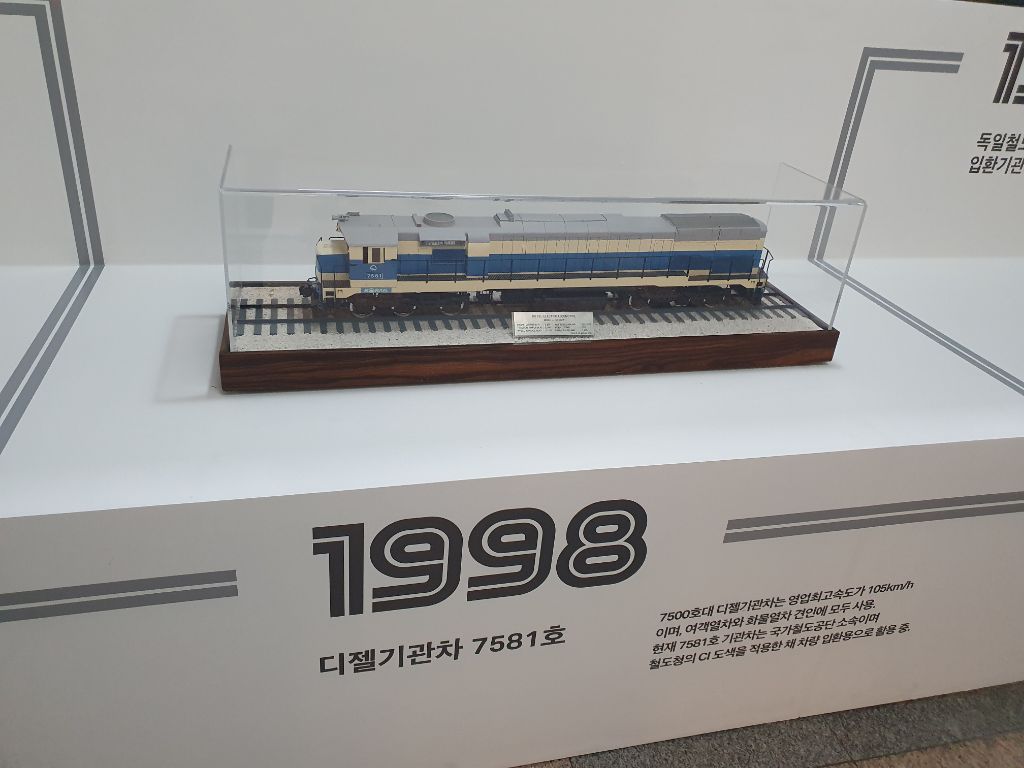 독일철
입환기관
7581
1998
디젤기관차 7581호
7500호대 디젤기관차는 영업최고속도가 105km/h
이며, 여객열차와 화물열차 견인에 모두 사용.
현재 7581호 기관차는 국가철도공단 소속이며
철도청의 CI 도색을 적용한 채 차량 입환용으로 활용 중.